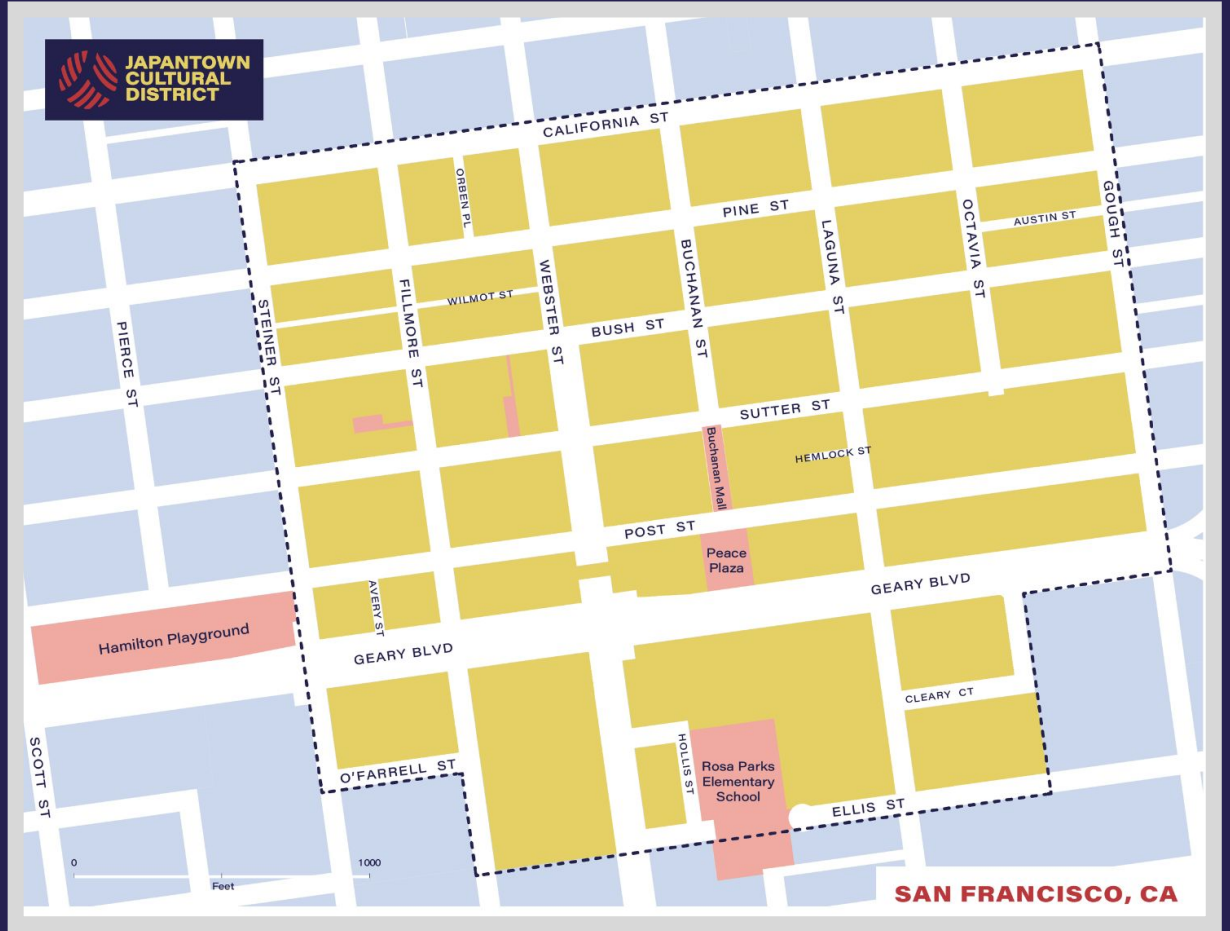 JAPANTOWN
CULTURAL
DISTRICT
CALIFORNIA ST
ORBEN PL
PINE ST
GOUGH ST
OCTAVIA ST
AUSTIN ST
LAGUNA ST
BUCHANAN ST
WEBSTER ST
FILLMORE ST
STEINER ST
WILMOT ST
PIERCE ST
BUSH ST
SUTTER ST
Buchanan Mall
HEMLOCK ST
POST ST
Peace
Plaza
AVERY ST
GEARY BLVD
Hamilton Playground
GEARY BLVD
CLEARY CT
HOLLIS ST
SCOTT ST
O'FARRELL ST
Rosa Parks
Elementary
School
ELLIS ST
0
1000
Feet
SAN FRANCISCO, CA